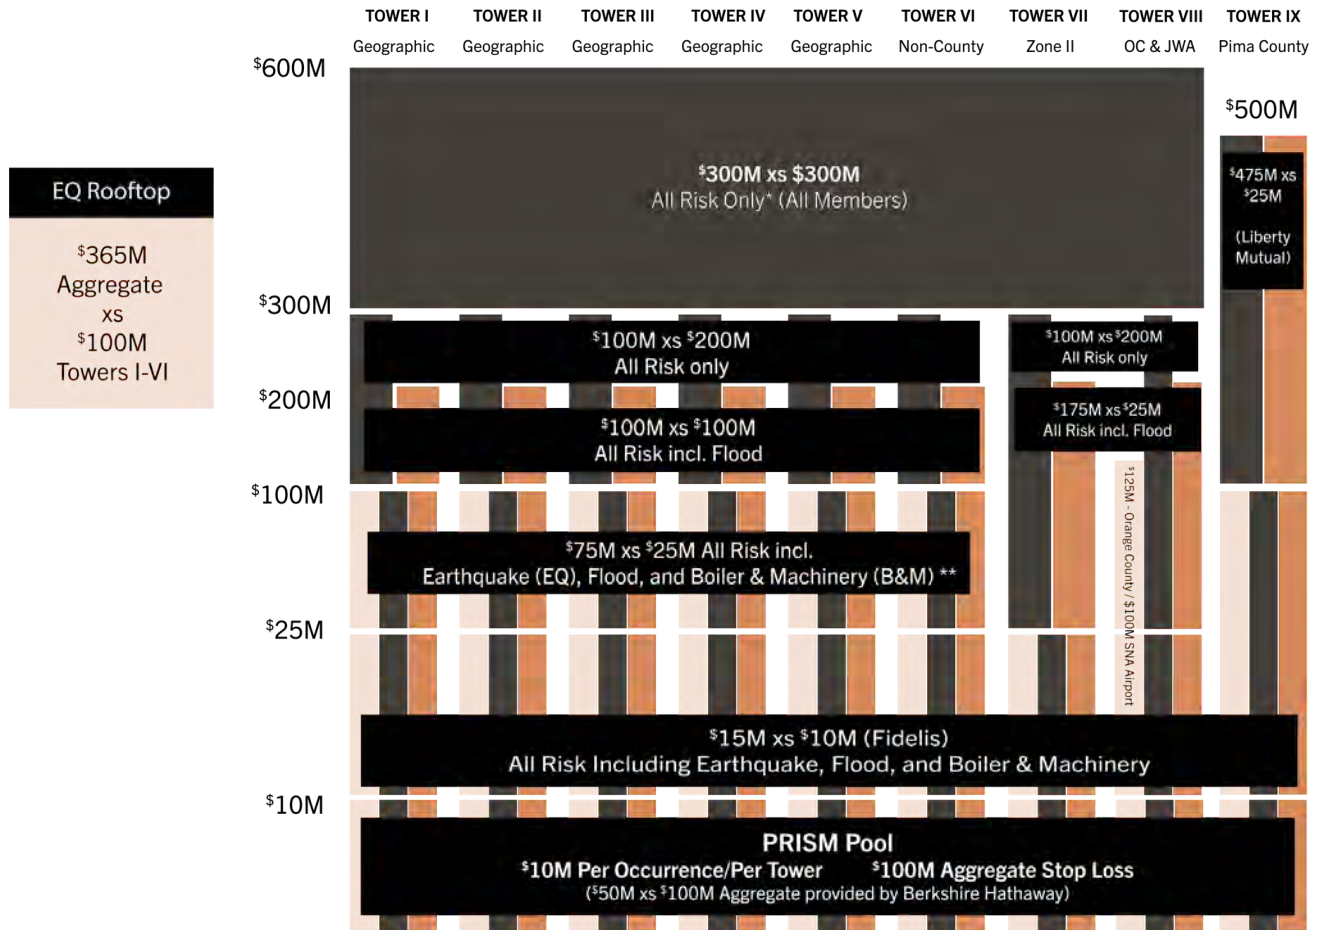 TOWER I TOWER II TOWER III TOWER IV TOWER V TOWER VI TOWER VII TOWER VIII TOWER IX
Geographic Geographic Geographic Geographic Geographic Non-County Zone II OC & JWA Pima County
$600M
$500M
$300M xs $300M
All Risk Only* (All Members)
$475M xs
$25M
(Liberty
Mutual)
EQ Rooftop
$365M
Aggregate
xs
$100M
Towers I-VI
$300M
$100M xs $200M
All Risk only
$100M xs $200M
All Risk only
$200M
$100M xs $100M
All Risk incl. Flood
$175M xs $25M
All Risk incl. Flood
$100M
$125M - Orange County / $100M SNA Airport
$75M xs $25M All Risk incl.
Earthquake (EQ), Flood, and Boiler & Machinery (B&M) **
$25M
$15M xs $10M (Fidelis)
All Risk Including Earthquake, Flood, and Boiler & Machinery
$10M
PRISM Pool
$10M Per Occurrence/Per Tower $100M Aggregate Stop Loss
($50M xs $100M Aggregate provided by Berkshire Hathaway)